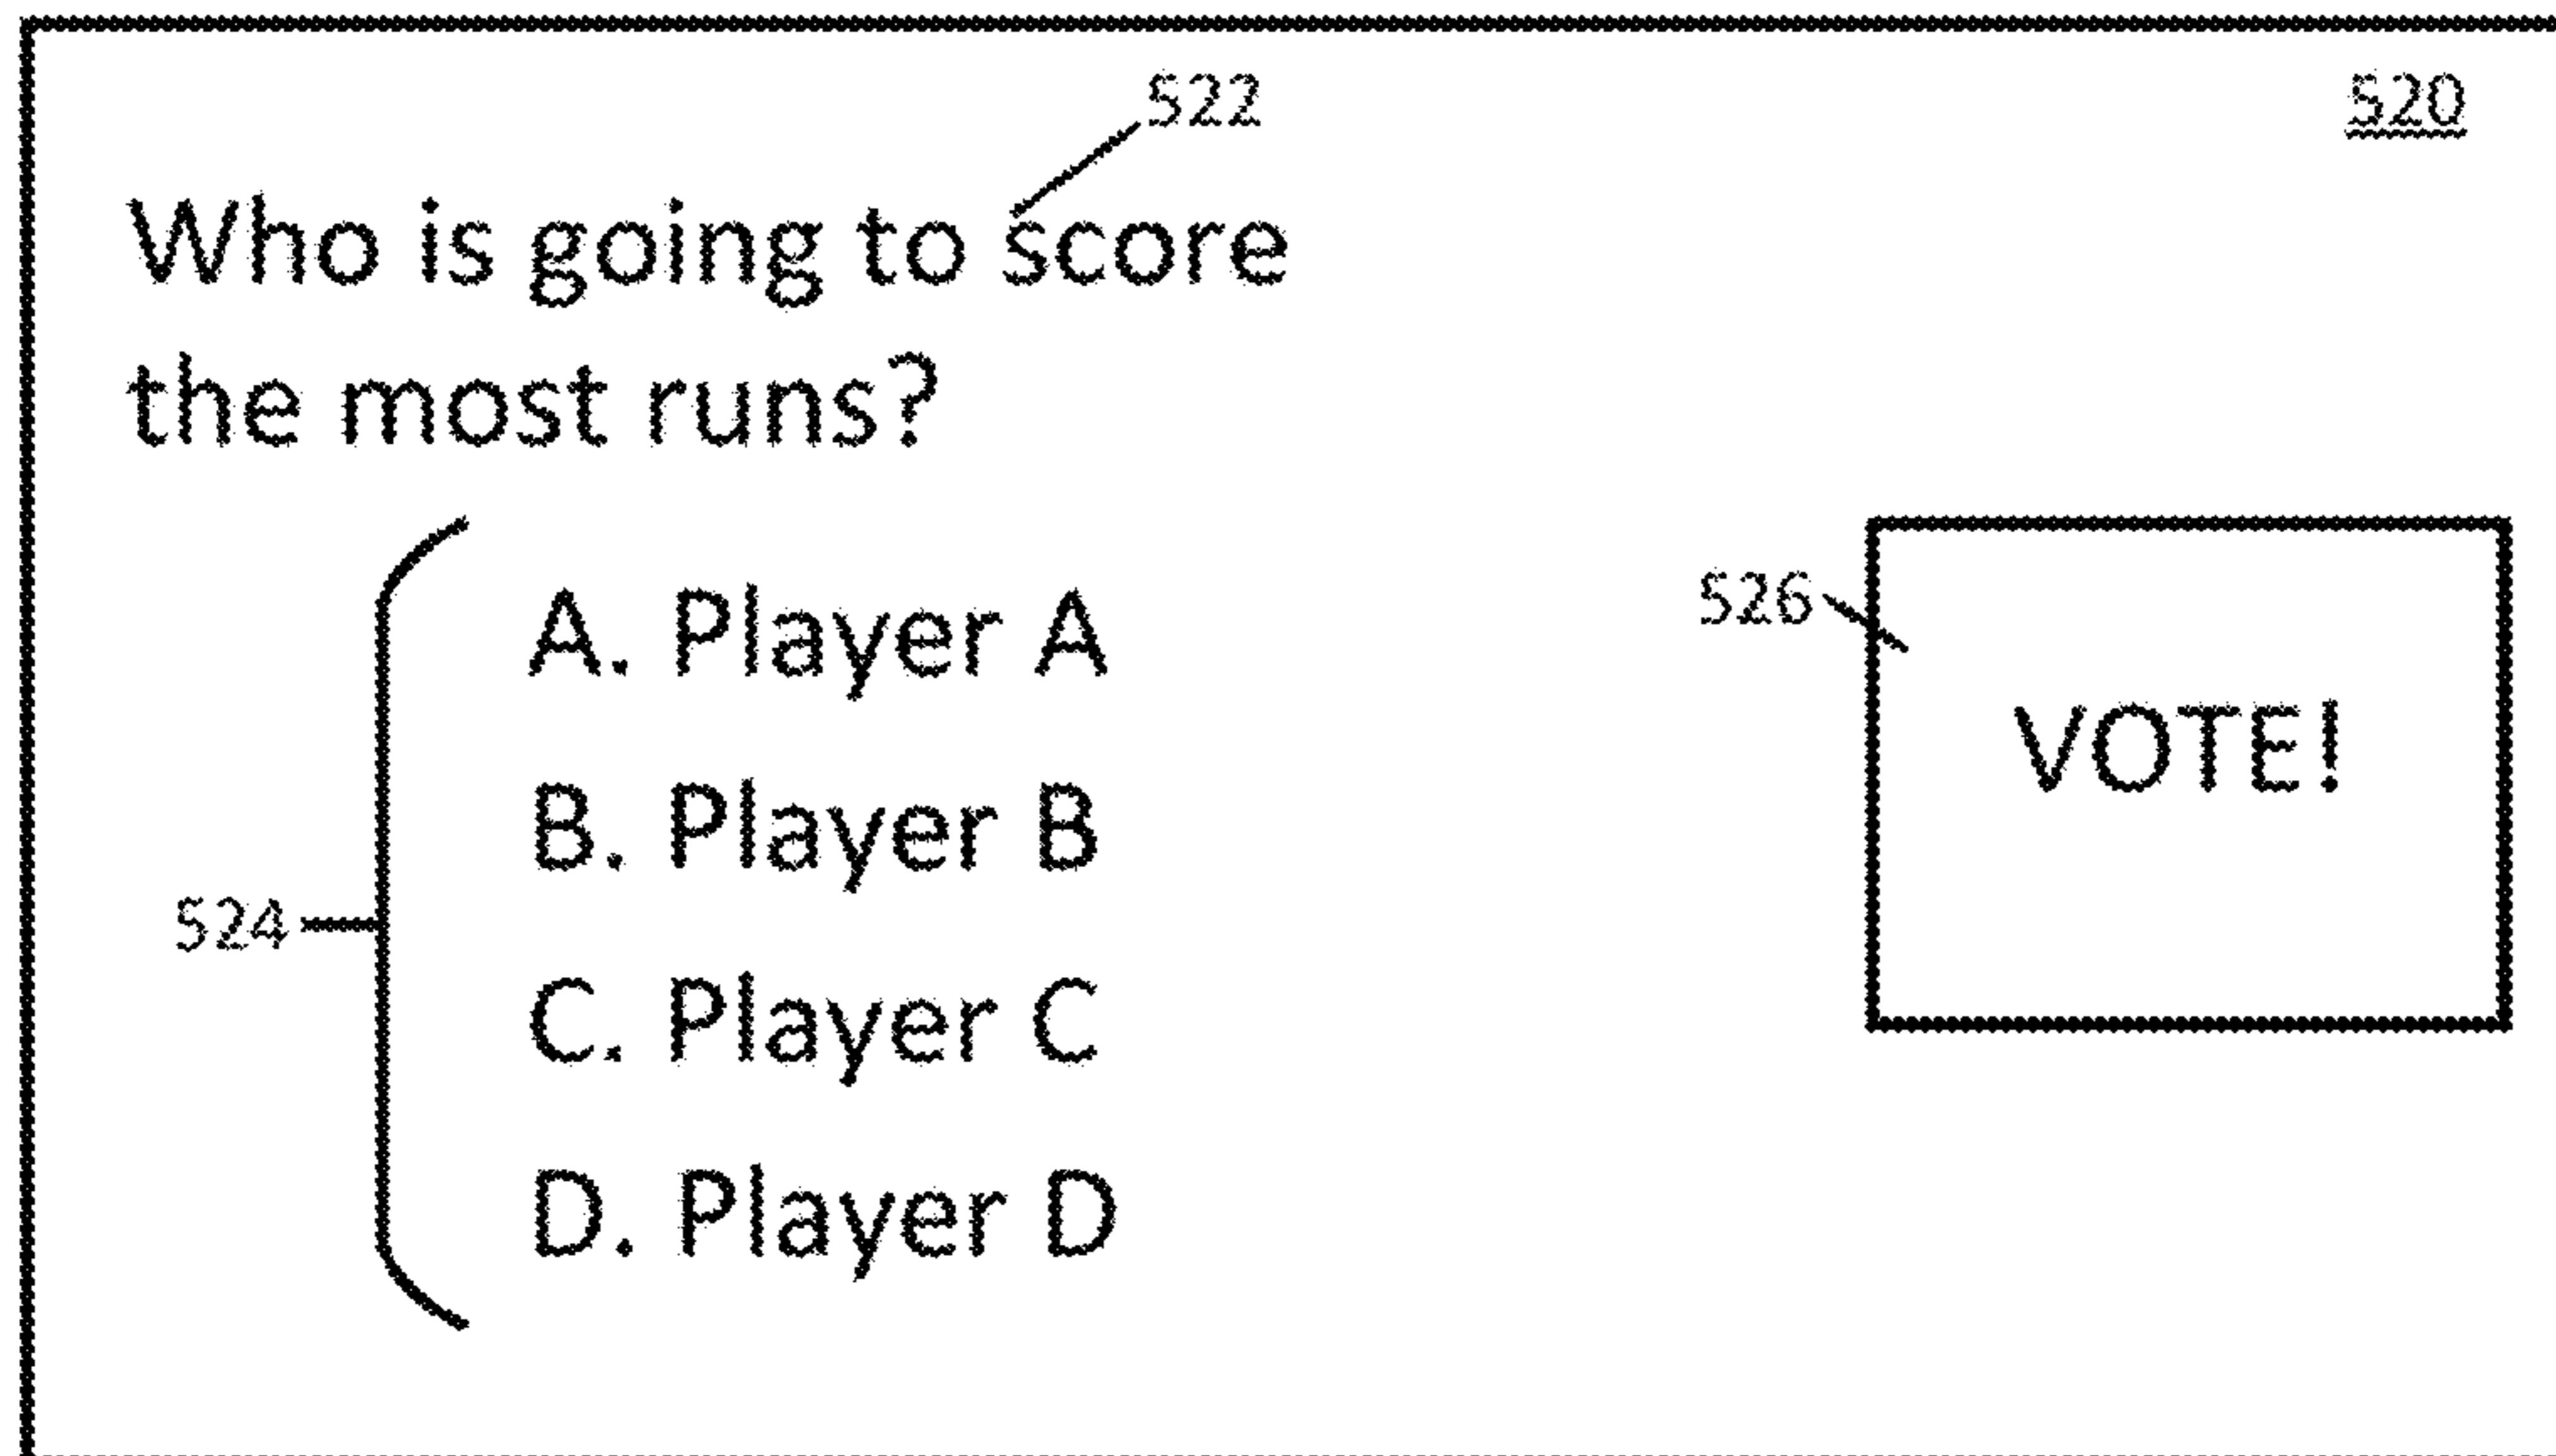 522
520
Who is going to score
the most runs?
526
A. Player A
VOTE!
B. Player B
524
C. Player C
D. Player D